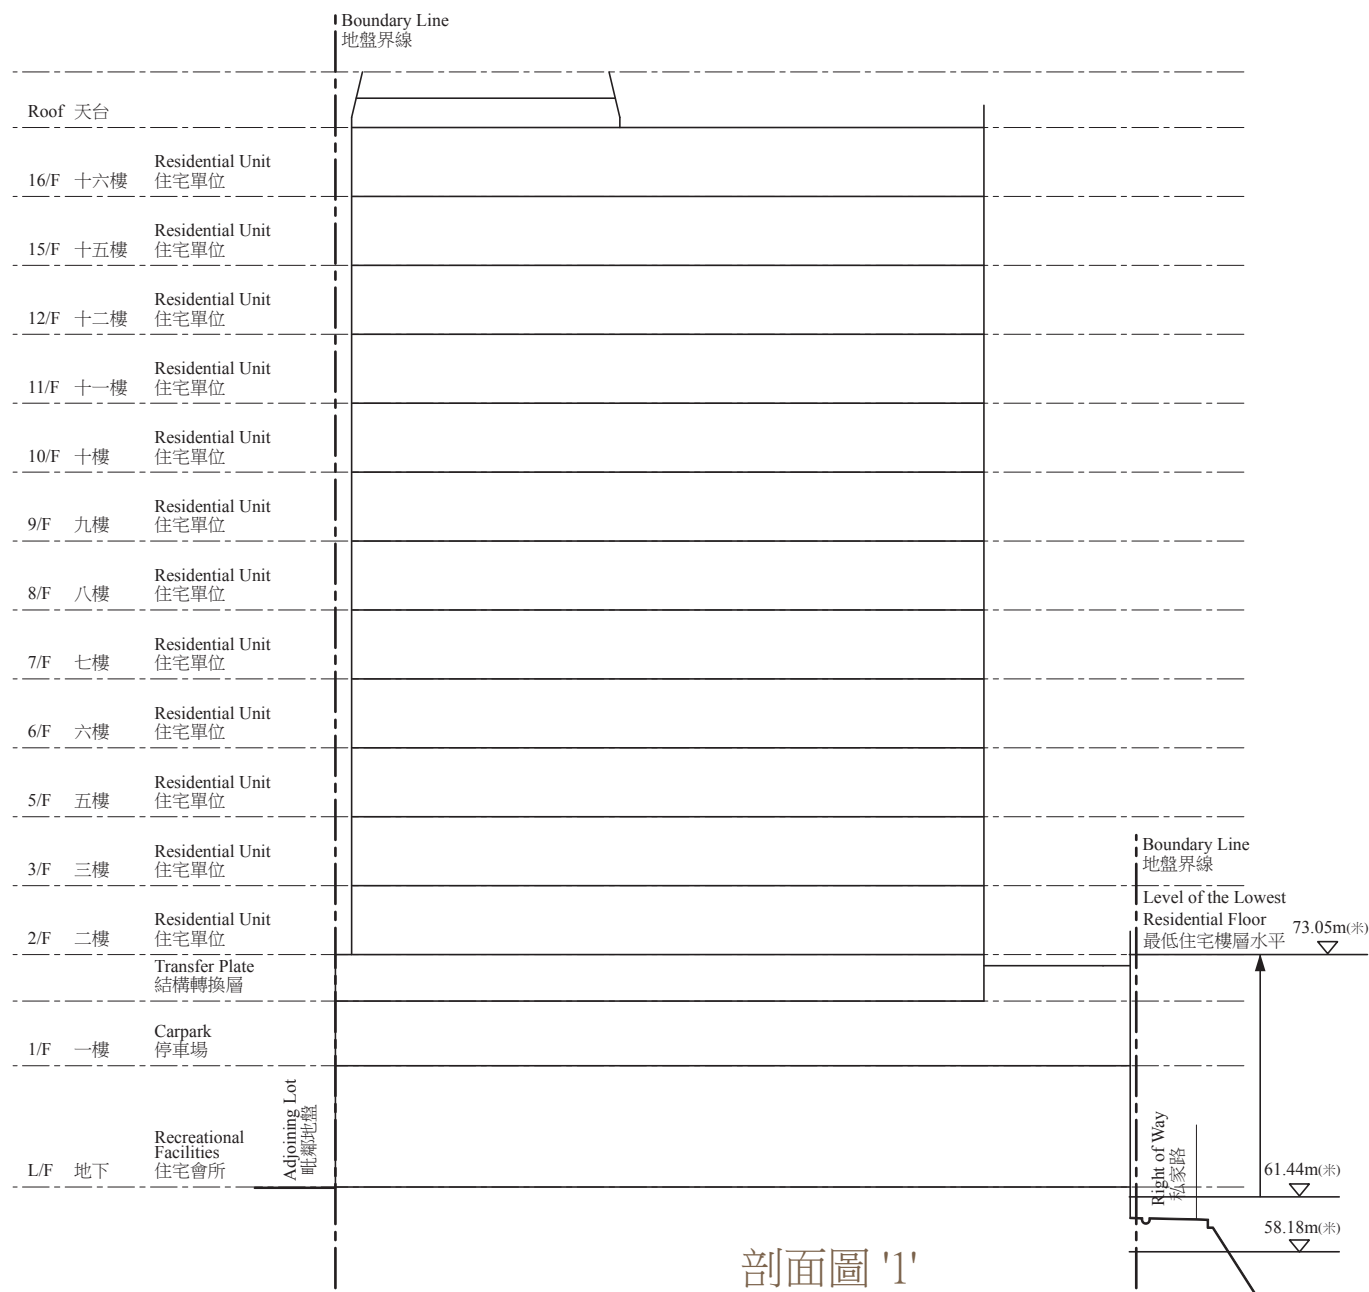 Boundary Line
地盤界線
Roof 天台
Residential Unit
16/F 十六樓 住宅單位
Residential Unit
15/F 十五樓 住宅單位
Residential Unit
12/F 十二樓 住宅單位
Residential Unit
11/F 十一樓 住宅單位
Residential Unit
10/F 十樓 住宅單位
Residential Unit
9/F 九樓 住宅單位
Residential Unit
8/F 八樓 住宅單位
Residential Unit
7/F 七樓 住宅單位
Residential Unit
6/F 六樓 住宅單位
Residential Unit
5/F 五樓 住宅單位
Residential Unit
3/F 三樓 住宅單位
Boundary Line
地盤界線
Level of the Lowest
Residential Floor
最低住宅樓層水平
73.05m(米)
Residential Unit
2/F 二樓 住宅單位
Transfer Plate
結構轉換層
Carpark
1/F 一樓 停車場
Adjoining Lot
毗鄰地盤
Recreational
Facilities
L/F 地下 住宅會所
Right of Way
私家路
61.44m(米)
58.18m(米)
剖面圖 '1'